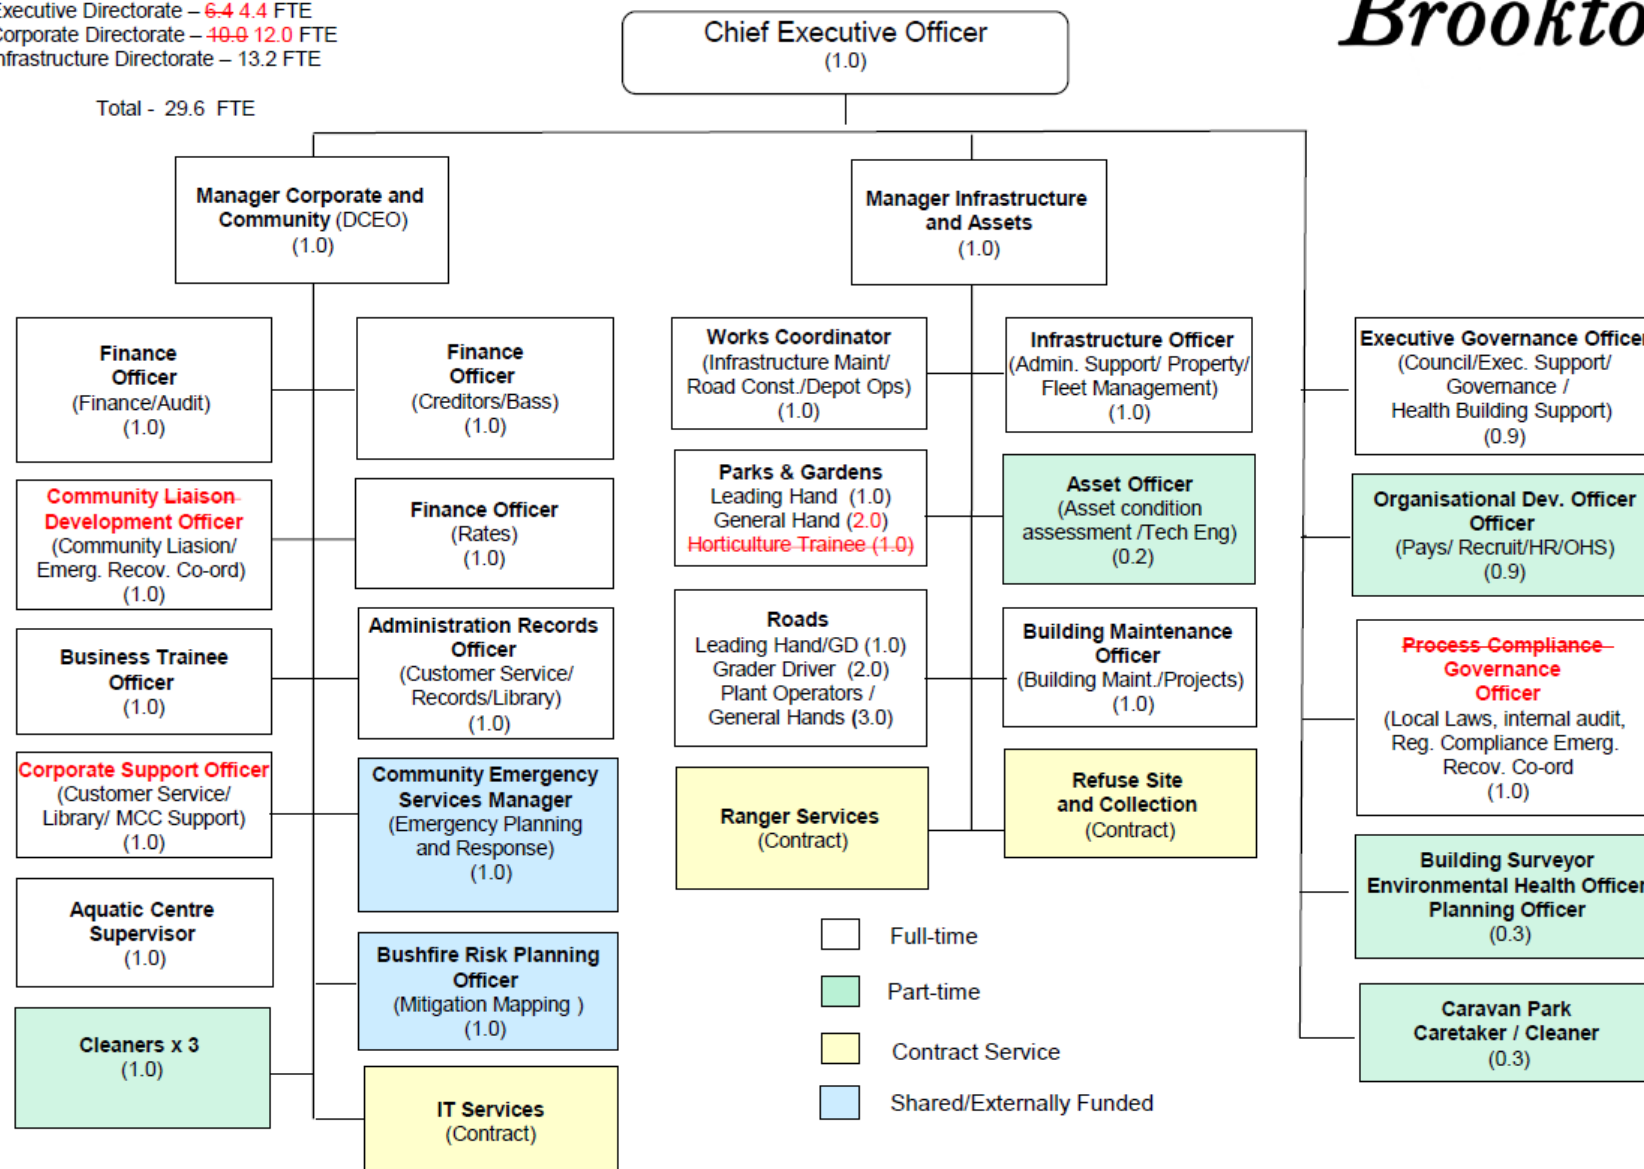 Executive Directorate – 6.4 4.4 FTE
Corporate Directorate – 10.0 12.0 FTE
Infrastructure Directorate – 13.2 FTE
Total - 29.6 FTE
Brookto
Chief Executive Officer
(1.0)
Manager Corporate and
Community (DCEO)
(1.0)
Manager Infrastructure
and Assets
(1.0)
Finance
Officer
(Finance/Audit)
(1.0)
Finance
Officer
(Creditors/Bass)
(1.0)
Community Liaison
Development Officer
(Community Liasion/
Emerg. Recov. Co-ord)
(1.0)
Finance Officer
(Rates)
(1.0)
Business Trainee
Officer
(1.0)
Administration Records
Officer
(Customer Service/
Records/Library)
(1.0)
Corporate Support Officer
(Customer Service/
Library/ MCC Support)
(1.0)
Community Emergency
Services Manager
(Emergency Planning
and Response)
(1.0)
Aquatic Centre
Supervisor
(1.0)
Bushfire Risk Planning
Officer
(Mitigation Mapping )
(1.0)
Cleaners x 3
(1.0)
IT Services
(Contract)
Works Coordinator
(Infrastructure Maint/
Road Const./Depot Ops)
(1.0)
Infrastructure Officer
(Admin. Support/ Property/
Fleet Management)
(1.0)
Parks & Gardens
Leading Hand (1.0)
General Hand (2.0)
Horticulture Trainee (1.0)
Asset Officer
(Asset condition
assessment /Tech Eng)
(0.2)
Roads
Leading Hand/GD (1.0)
Grader Driver (2.0)
Plant Operators /
General Hands (3.0)
Building Maintenance
Officer
(Building Maint./Projects)
(1.0)
Ranger Services
(Contract)
Refuse Site
and Collection
(Contract)
Executive Governance Officer
(Council/Exec. Support/
Governance /
Health Building Support)
(0.9)
Organisational Dev. Officer
Officer
(Pays/ Recruit/HR/OHS)
(0.9)
Process Compliance
Governance
Officer
(Local Laws, internal audit,
Reg. Compliance Emerg.
Recov. Co-ord
(1.0)
Building Surveyor
Environmental Health Officer
Planning Officer
(0.3)
Caravan Park
Caretaker / Cleaner
(0.3)
Full-time
Part-time
Contract Service
Shared/Externally Funded